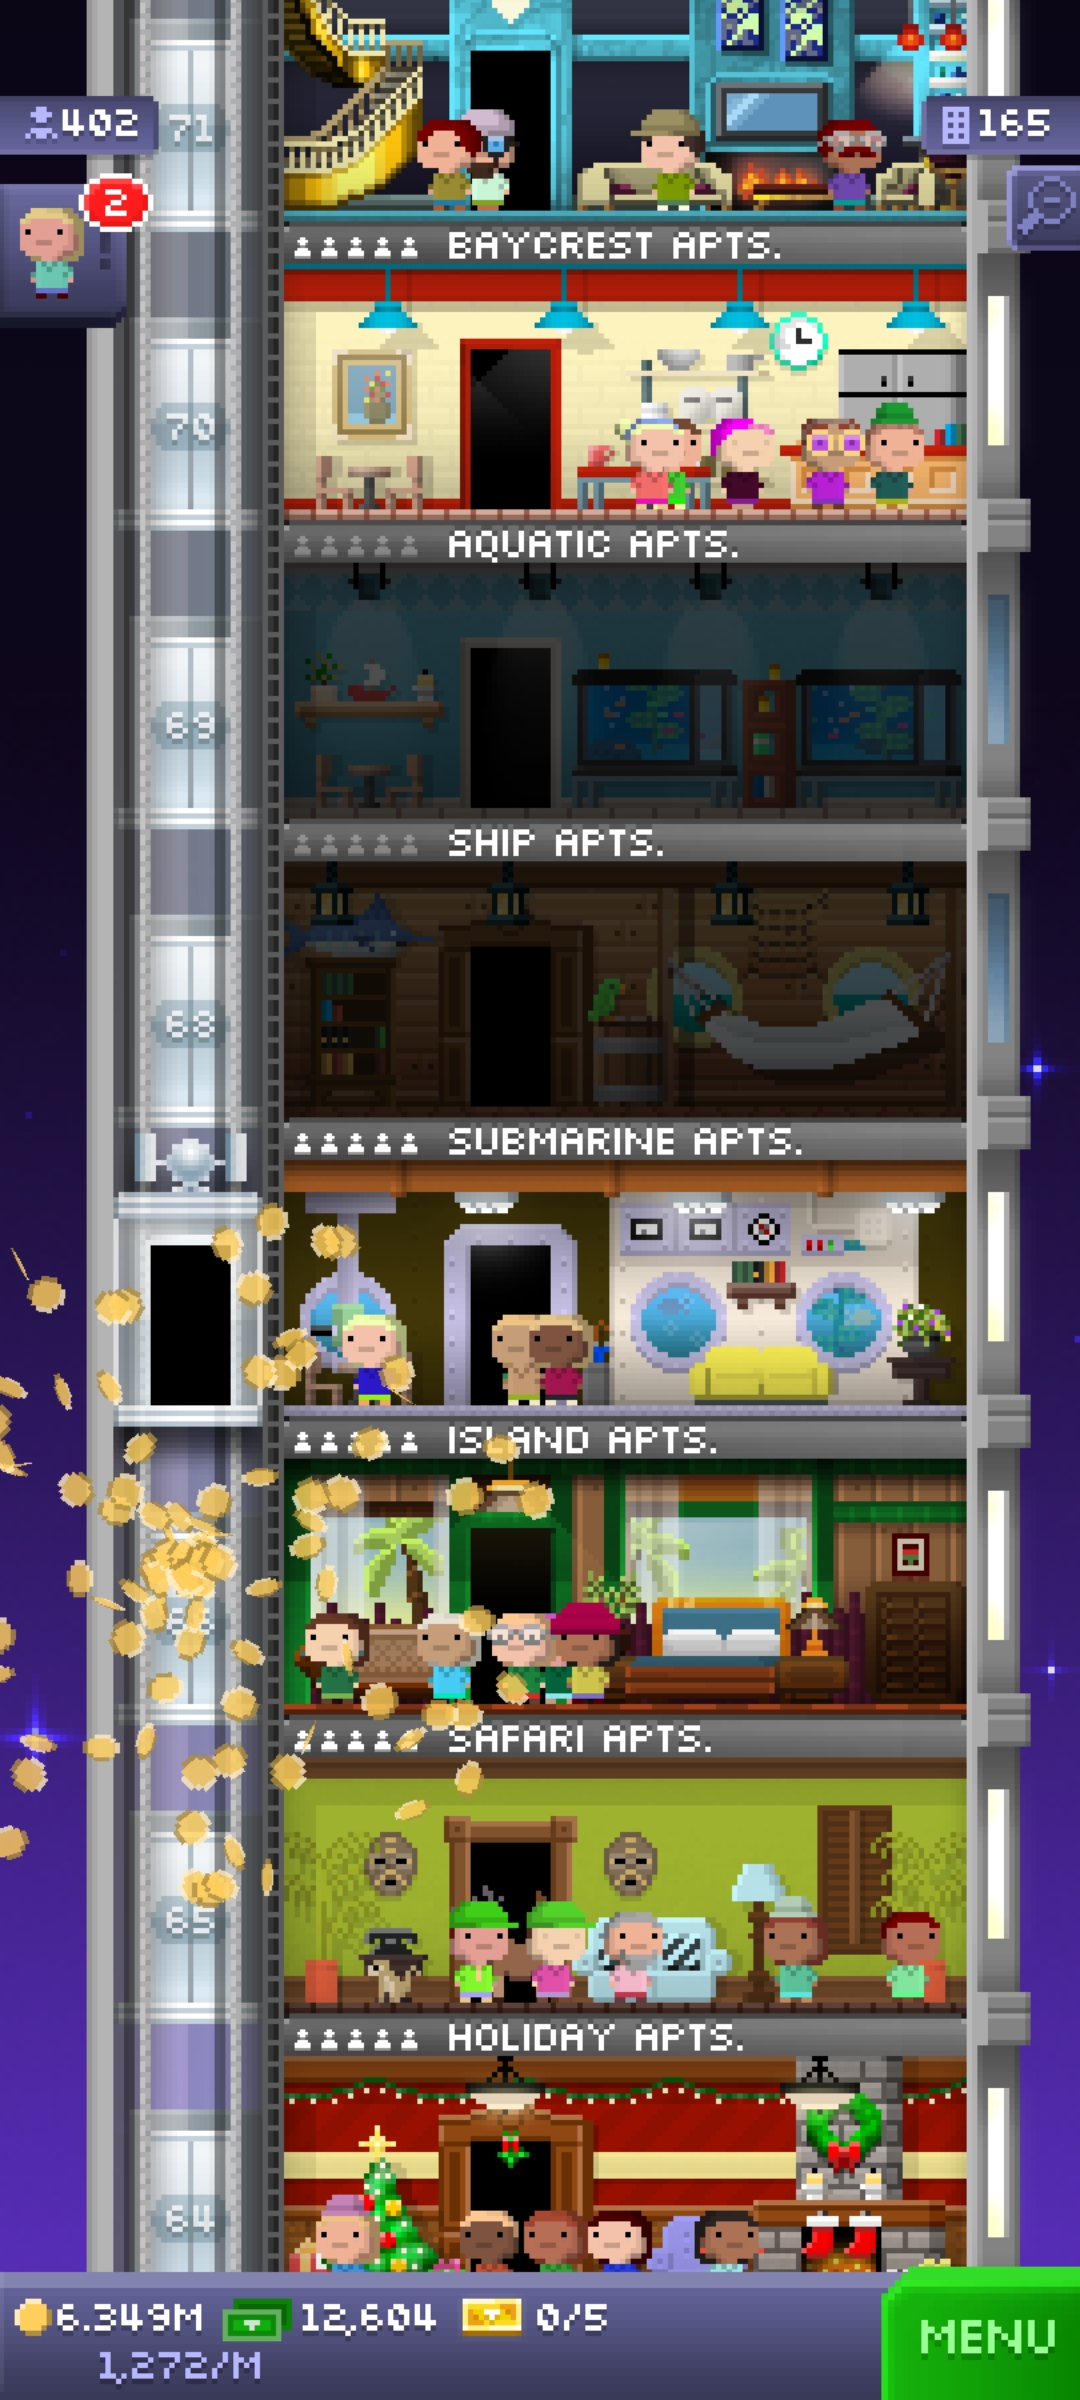 402
71
165
2
BAYCREST APTS.
70
AQUATIC APTS.
69
SHIP APTS.
68
SUBMARINE APTS.
ISLAND APTS.
SAFARI APTS.
65
HOLIDAY APTS.
64
6.349M
12,604
0/5
MENU
1,272/M